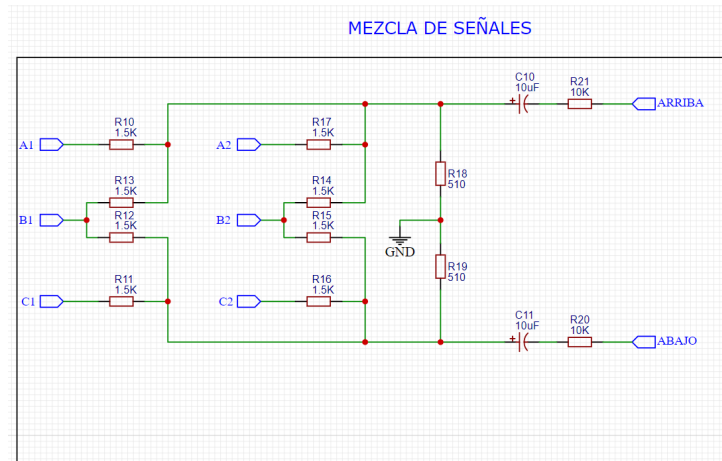 MEZCLA DE SEÑALES
C10
10uF
R21
10K
ARRIBA
R10
1.5K
R17
1.5K
A1
A2
R13
1.5K
R14
1.5K
R18
510
B1
R12
1.5K
B2
R15
1.5K
GND
R19
510
R11
1.5K
R16
1.5K
C1
C2
C11
10uF
R20
10K
ABAJO